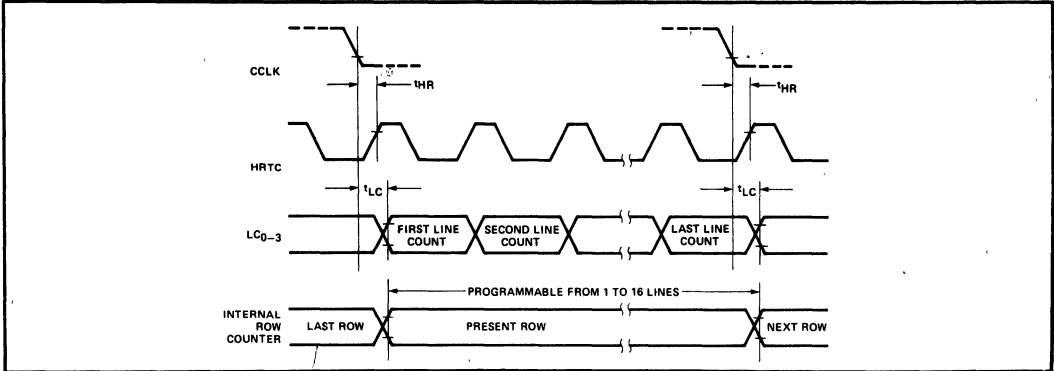 CCLK
tHR
tHR
HRTC
tLC
tLC
LC0–3
FIRST LINE
COUNT
SECOND LINE
COUNT
LAST LINE
COUNT
PROGRAMMABLE FROM 1 TO 16 LINES
INTERNAL
ROW
COUNTER
LAST ROW
PRESENT ROW
NEXT ROW